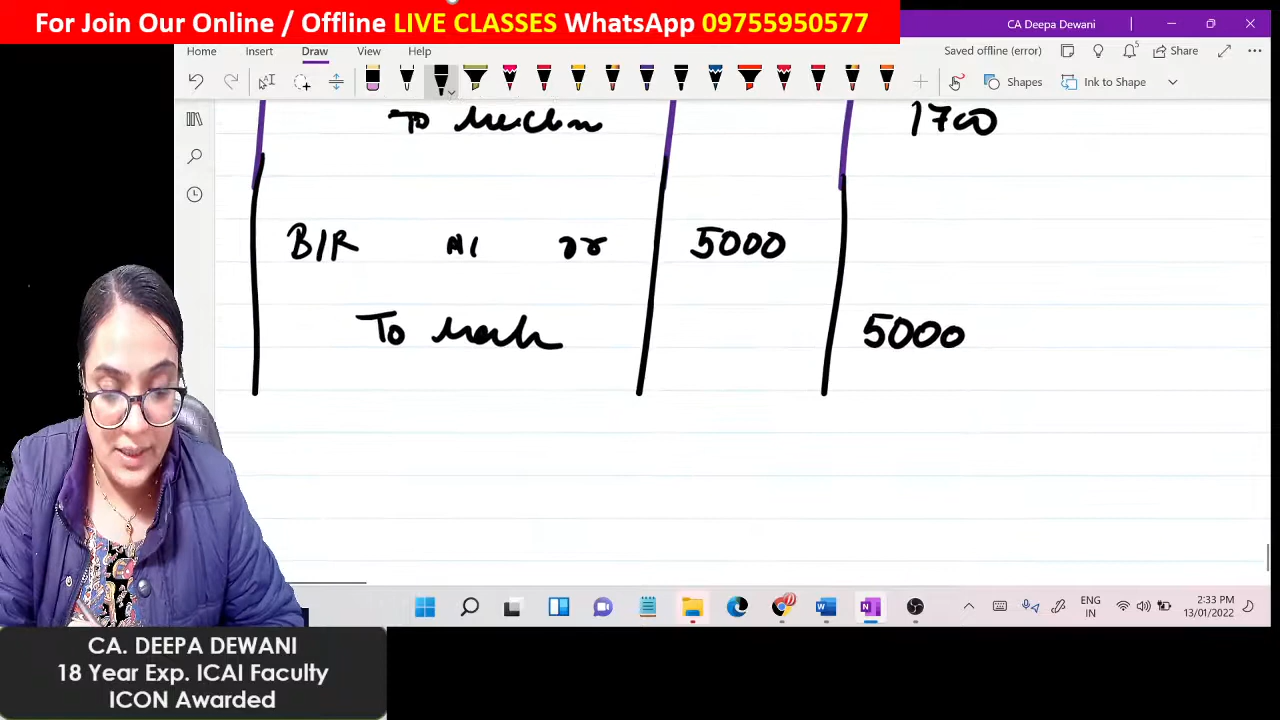 For Join Our Online / Offline LIVE CLASSES WhatsApp 09755950577
CA Deepa Dewani
Home Insert Draw View Help
Saved offline (error)
Share
Shapes
Ink to Shape
To 1700
B/R A/c Dr 5000
To 5000
ENG
IN
2:33 PM
13/01/2022
CA. DEEPA DEWANI
18 Year Exp. ICAI Faculty
ICON Awarded